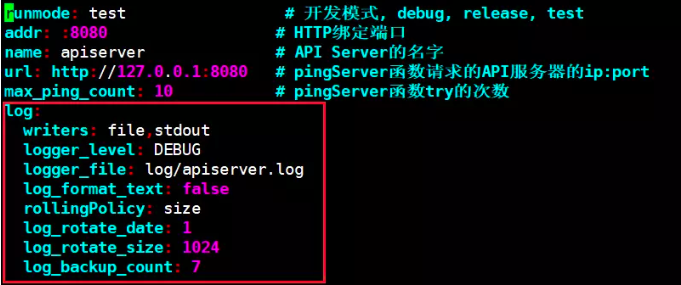 runmode: test # 开发模式, debug, release, test
addr: :8080 # HTTP绑定端口
name: apiserver # API Server的名字
url: http://127.0.0.1:8080 # pingServer函数请求的API服务器的ip:port
max_ping_count: 10 # pingServer函数try的次数
log:
writers: file,stdout
logger_level: DEBUG
logger_file: log/apiserver.log
log_format_text: false
rollingPolicy: size
log_rotate_date: 1
log_rotate_size: 1024
log_backup_count: 7